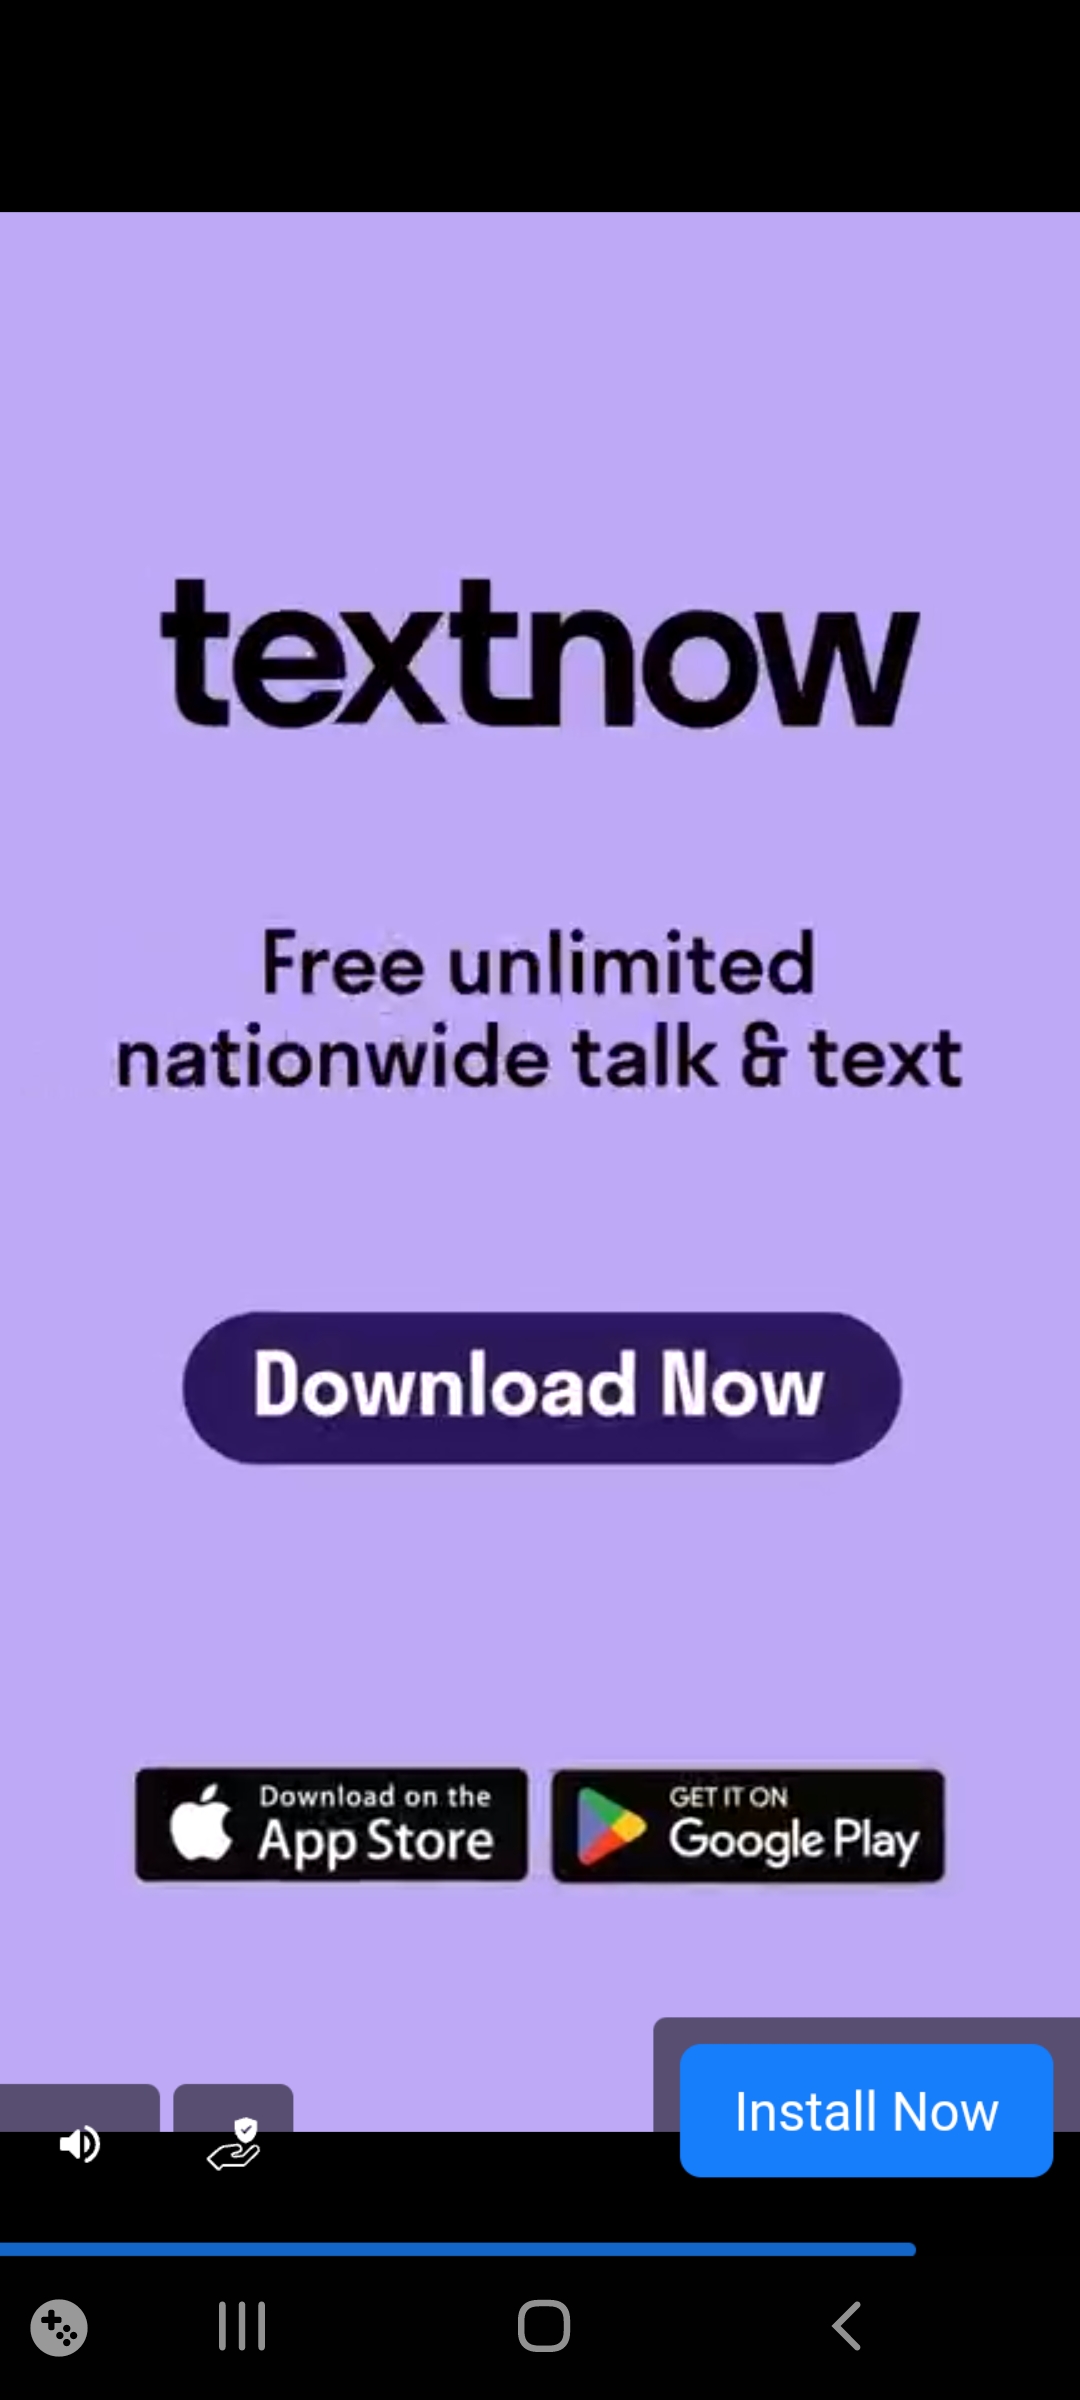 textnow
Free unlimited
nationwide talk & text
Download Now
Download on the
App Store
GET IT ON
Google Play
Install Now